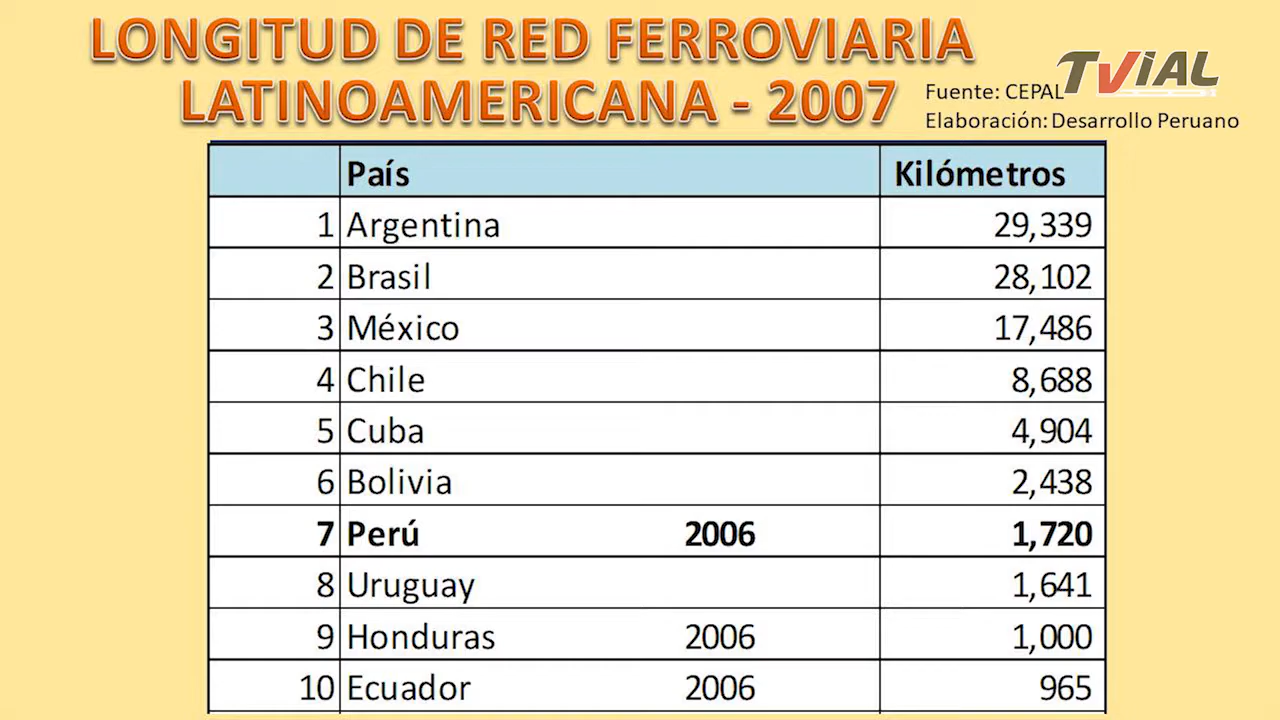 LONGITUD DE RED FERROVIARIA
LATINOAMERICANA - 2007
TViAL
Fuente: CEPAL
Elaboración: Desarrollo Peruano
País Kilómetros
1 Argentina 29,339
2 Brasil 28,102
3 México 17,486
4 Chile 8,688
5 Cuba 4,904
6 Bolivia 2,438
7 Perú 2006 1,720
8 Uruguay 1,641
9 Honduras 2006 1,000
10 Ecuador 2006 965